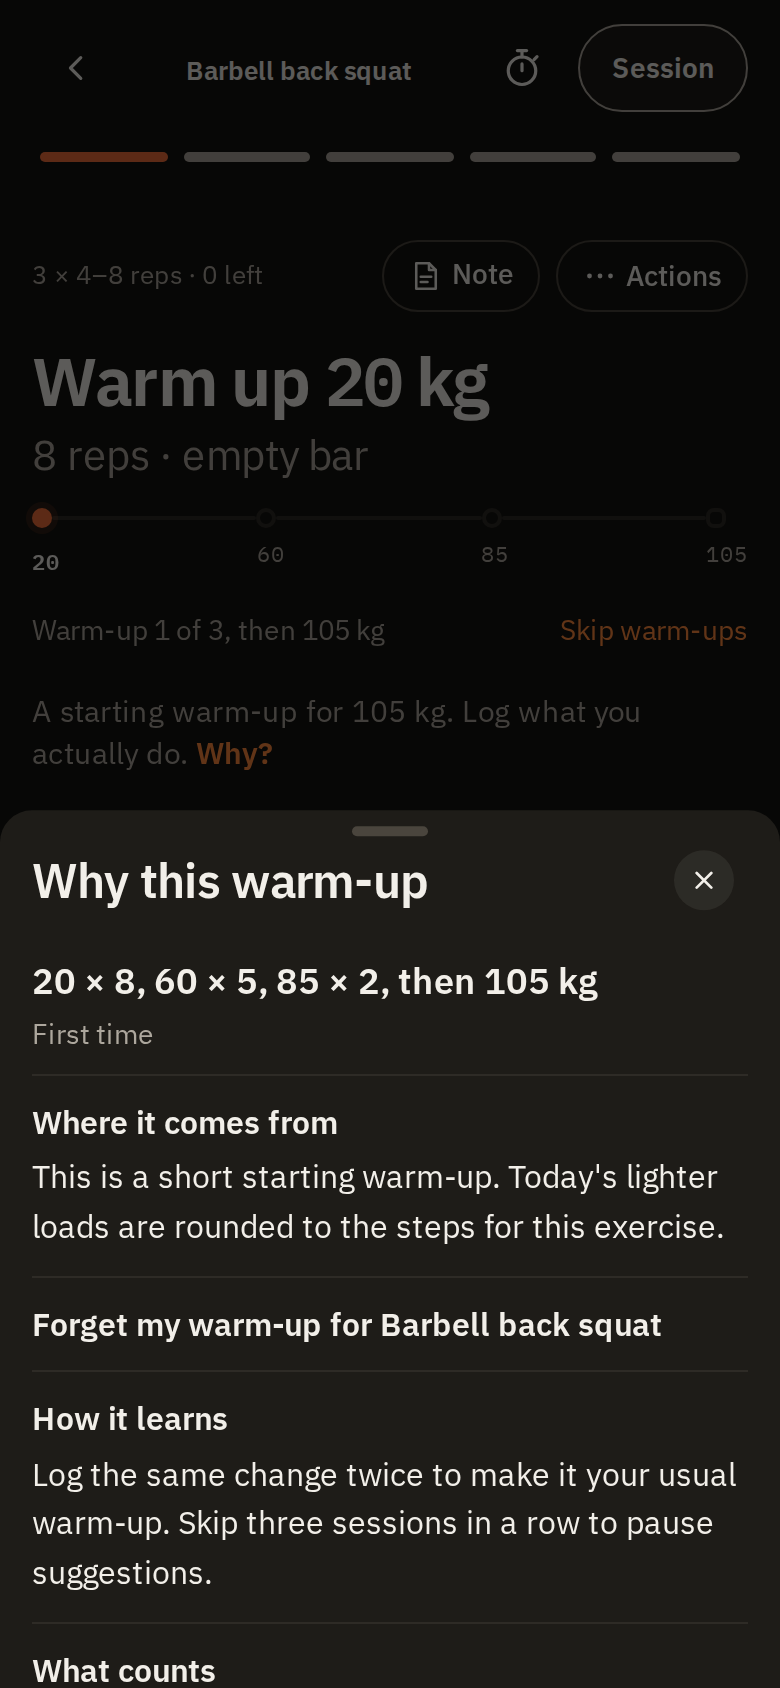 Barbell back squat
Session
3 × 4–8 reps · 0 left
Note
Actions
Warm up 20 kg
8 reps · empty bar
20
60
85
105
Warm-up 1 of 3, then 105 kg
Skip warm-ups
A starting warm-up for 105 kg. Log what you
actually do. Why?
Why this warm-up
20 × 8, 60 × 5, 85 × 2, then 105 kg
First time
Where it comes from
This is a short starting warm-up. Today's lighter
loads are rounded to the steps for this exercise.
Forget my warm-up for Barbell back squat
How it learns
Log the same change twice to make it your usual
warm-up. Skip three sessions in a row to pause
suggestions.
What counts